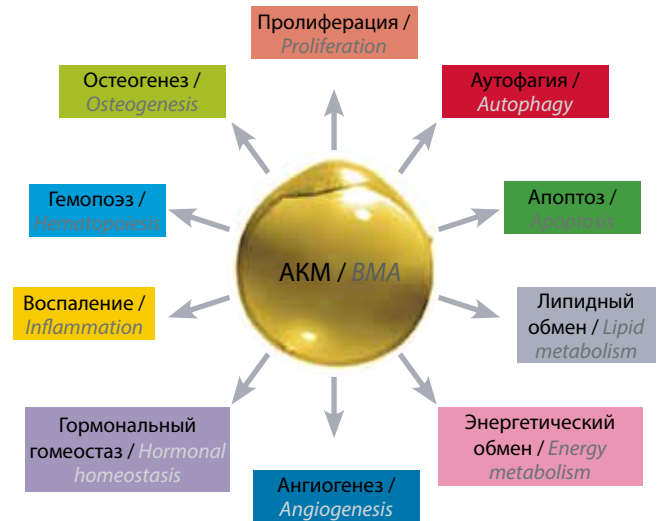 Пролиферация /
Proliferation
Остеогенез /
Osteogenesis
Аутофагия /
Autophagy
Гемопоэз /
Hematopoiesis
Апоптоз /
Apoptosis
АКМ / BMA
Воспаление /
Inflammation
Липидный
обмен / Lipid
metabolism
Гормональный
гомеостаз / Hormonal
homeostasis
Энергетический
обмен / Energy
metabolism
Ангиогенез /
Angiogenesis